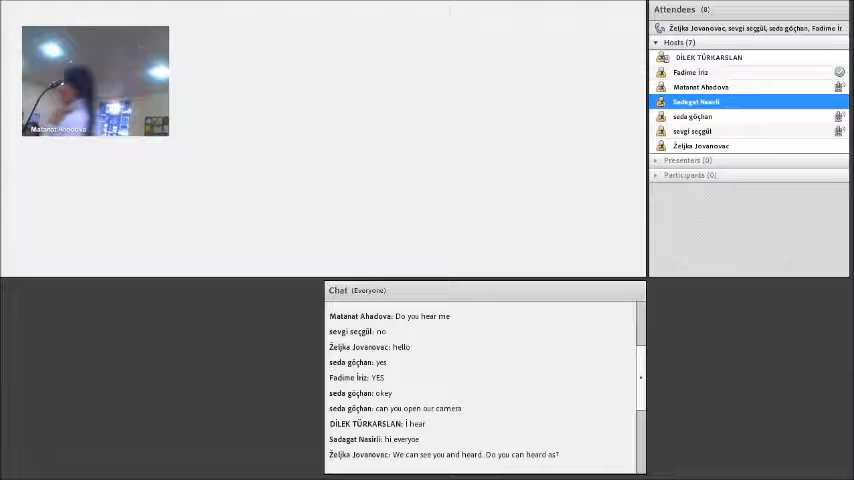 Matanat Ahadova
Attendees (8)
Željka Jovanovac, sevgi seçgül, seda göçhan, Fadime İr
Hosts (7)
DİLEK TÜRKARSLAN
Fadime İriz
Matanat Ahadova
Sadagat Nasirli
seda göçhan
sevgi seçgül
Željka Jovanovac
Presenters (0)
Participants (0)
Chat (Everyone)
Matanat Ahadova: Do you hear me
sevgi seçgül: no
Željka Jovanovac: hello
seda göçhan: yes
Fadime İriz: YES
seda göçhan: okey
seda göçhan: can you open our camera
DİLEK TÜRKARSLAN: İ hear
Sadagat Nasirli: hi everyoe
Željka Jovanovac: We can see you and heard. Do you can heard as?